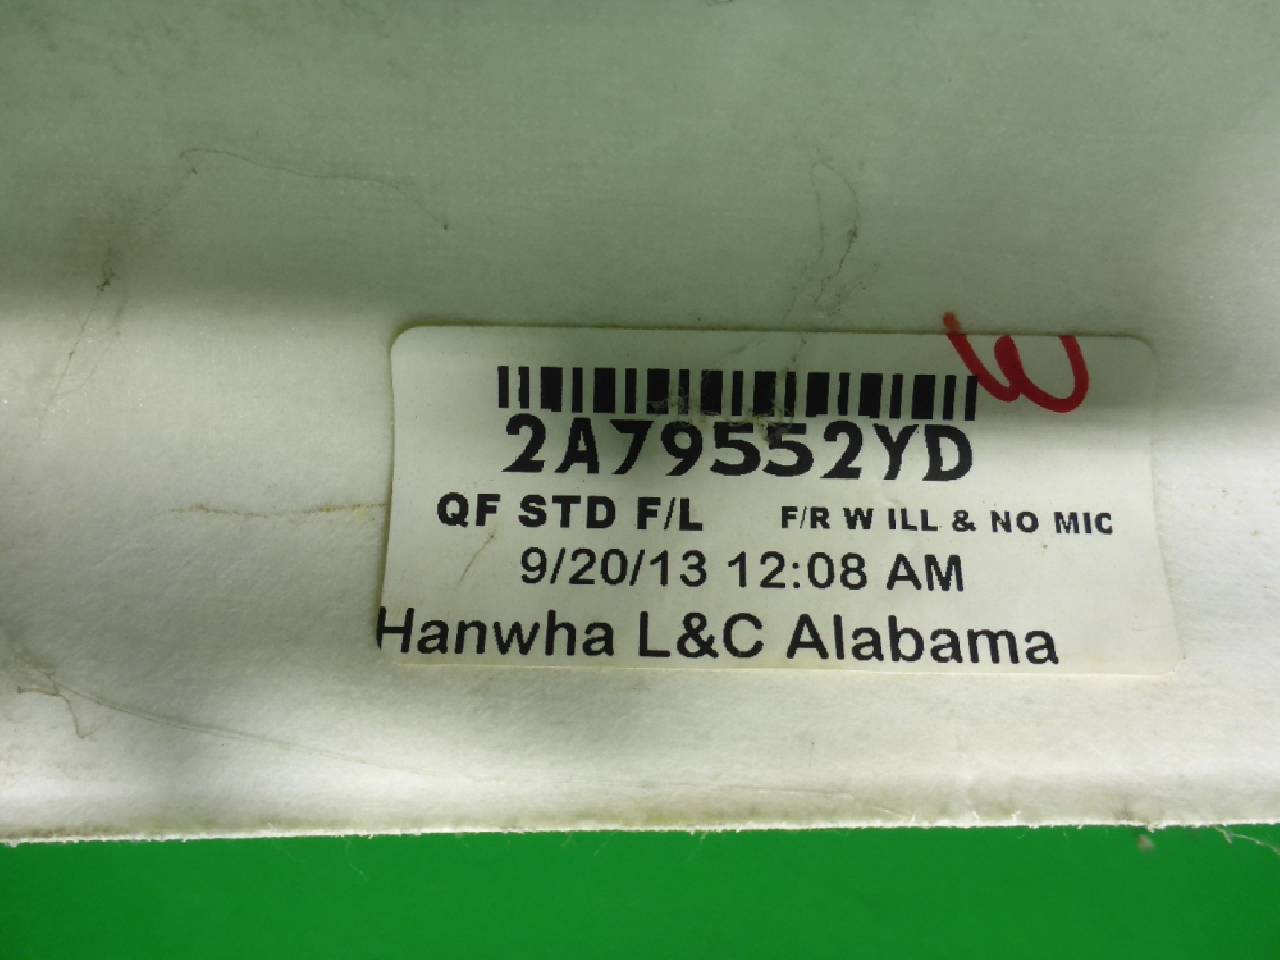 2A79552YD
QF STD F/L F/R W ILL & NO MIC
9/20/13 12:08 AM
Hanwha L&C Alabama